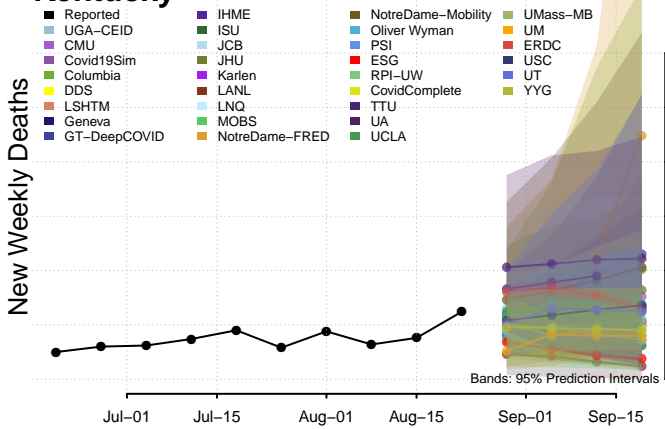 Kentucky
Reported IHME NotreDame−Mobility UMass−MB
UGA−CEID ISU Oliver Wyman UM
CMU JCB PSI ERDC
Covid19Sim JHU ESG USC
Columbia Karlen RPI−UW UT
DDS LANL CovidComplete YYG
LSHTM LNQ TTU
Geneva MOBS UA
GT−DeepCOVID NotreDame−FRED UCLA
New Weekly Deaths
Bands: 95% Prediction Intervals
Jul−01 Jul−15 Aug−01 Aug−15 Sep−01 Sep−15